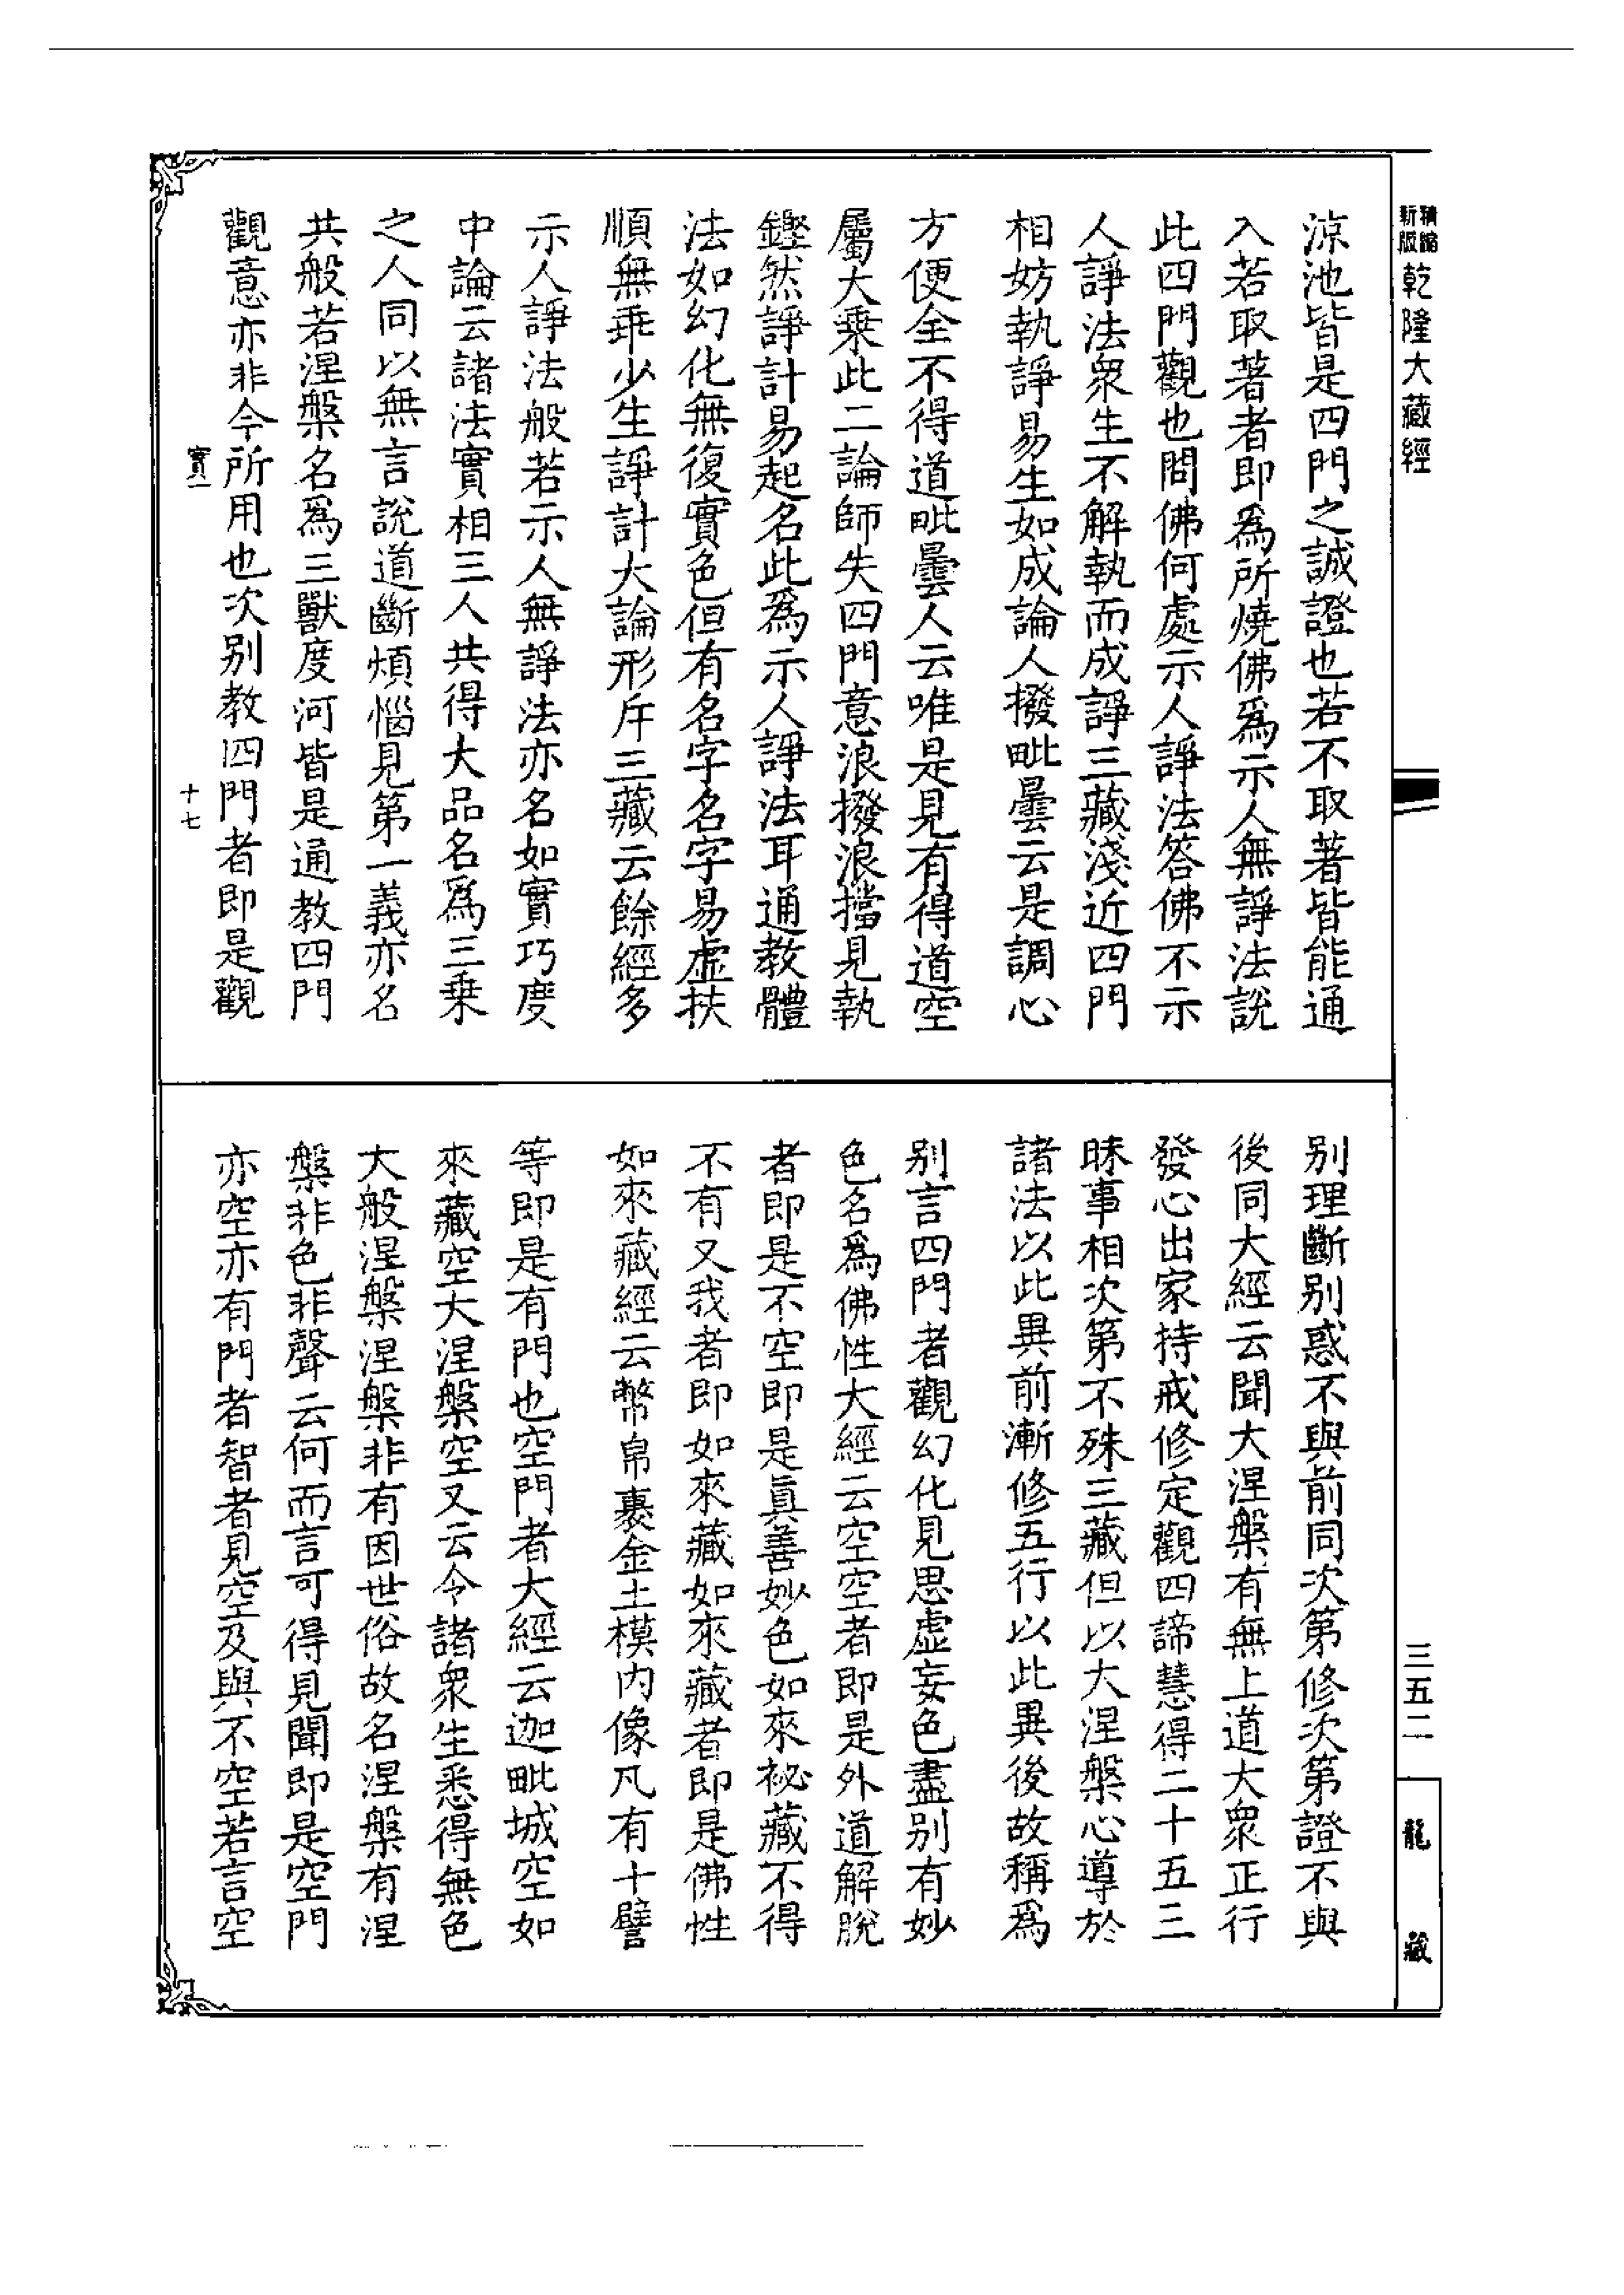 精縮
新版
乾隆大藏經
涼池皆是四門之誠證也若不取著皆能通
入若取著者即爲所燒佛爲示人無諍法説
此四門觀也問佛何處示人諍法答佛不示
人諍法衆生不解執而成諍三藏淺近四門
相妨執諍易生如成論人撥毗曇云是調心
方便全不得道毗曇人云唯是見有得道空
屬大乗此二論師失四門意浪撥浪擋見執
鏗然諍計易起名此爲示人諍法耳通教體
法如幻化無復實色但有名字名字易虛扶
順無乖少生諍計大論形斥三藏云餘經多
示人諍法般若示人無諍法亦名如實巧度
中論云諸法實相三人共得大品名爲三乗
之人同以無言説道斷煩惱見第一義亦名
共般若涅槃名爲三獸度河皆是通教四門
觀意亦非今所用也次别教四門者即是觀
實一
十七
别理斷别惑不與前同次第修次第證不與
後同大經云聞大涅槃有無上道大衆正行
發心出家持戒修定觀四諦慧得二十五三
昧事相次第不殊三藏但以大涅槃心導於
諸法以此異前漸修五行以此異後故稱爲
别言四門者觀幻化見思虛妄色盡别有妙
色名爲佛性大經云空空者即是外道解脫
者即是不空即是眞善妙色如來祕藏不得
不有又我者即如來藏如來藏者即是佛性
如來藏經云幣帛裹金土模内像凡有十譬
等即是有門也空門者大經云迦毗城空如
來藏空大涅槃空又云令諸衆生悉得無色
大般涅槃涅槃非有因世俗故名涅槃有涅
槃非色非聲云何而言可得見聞即是空門
亦空亦有門者智者見空及與不空若言空
三五二
龍藏